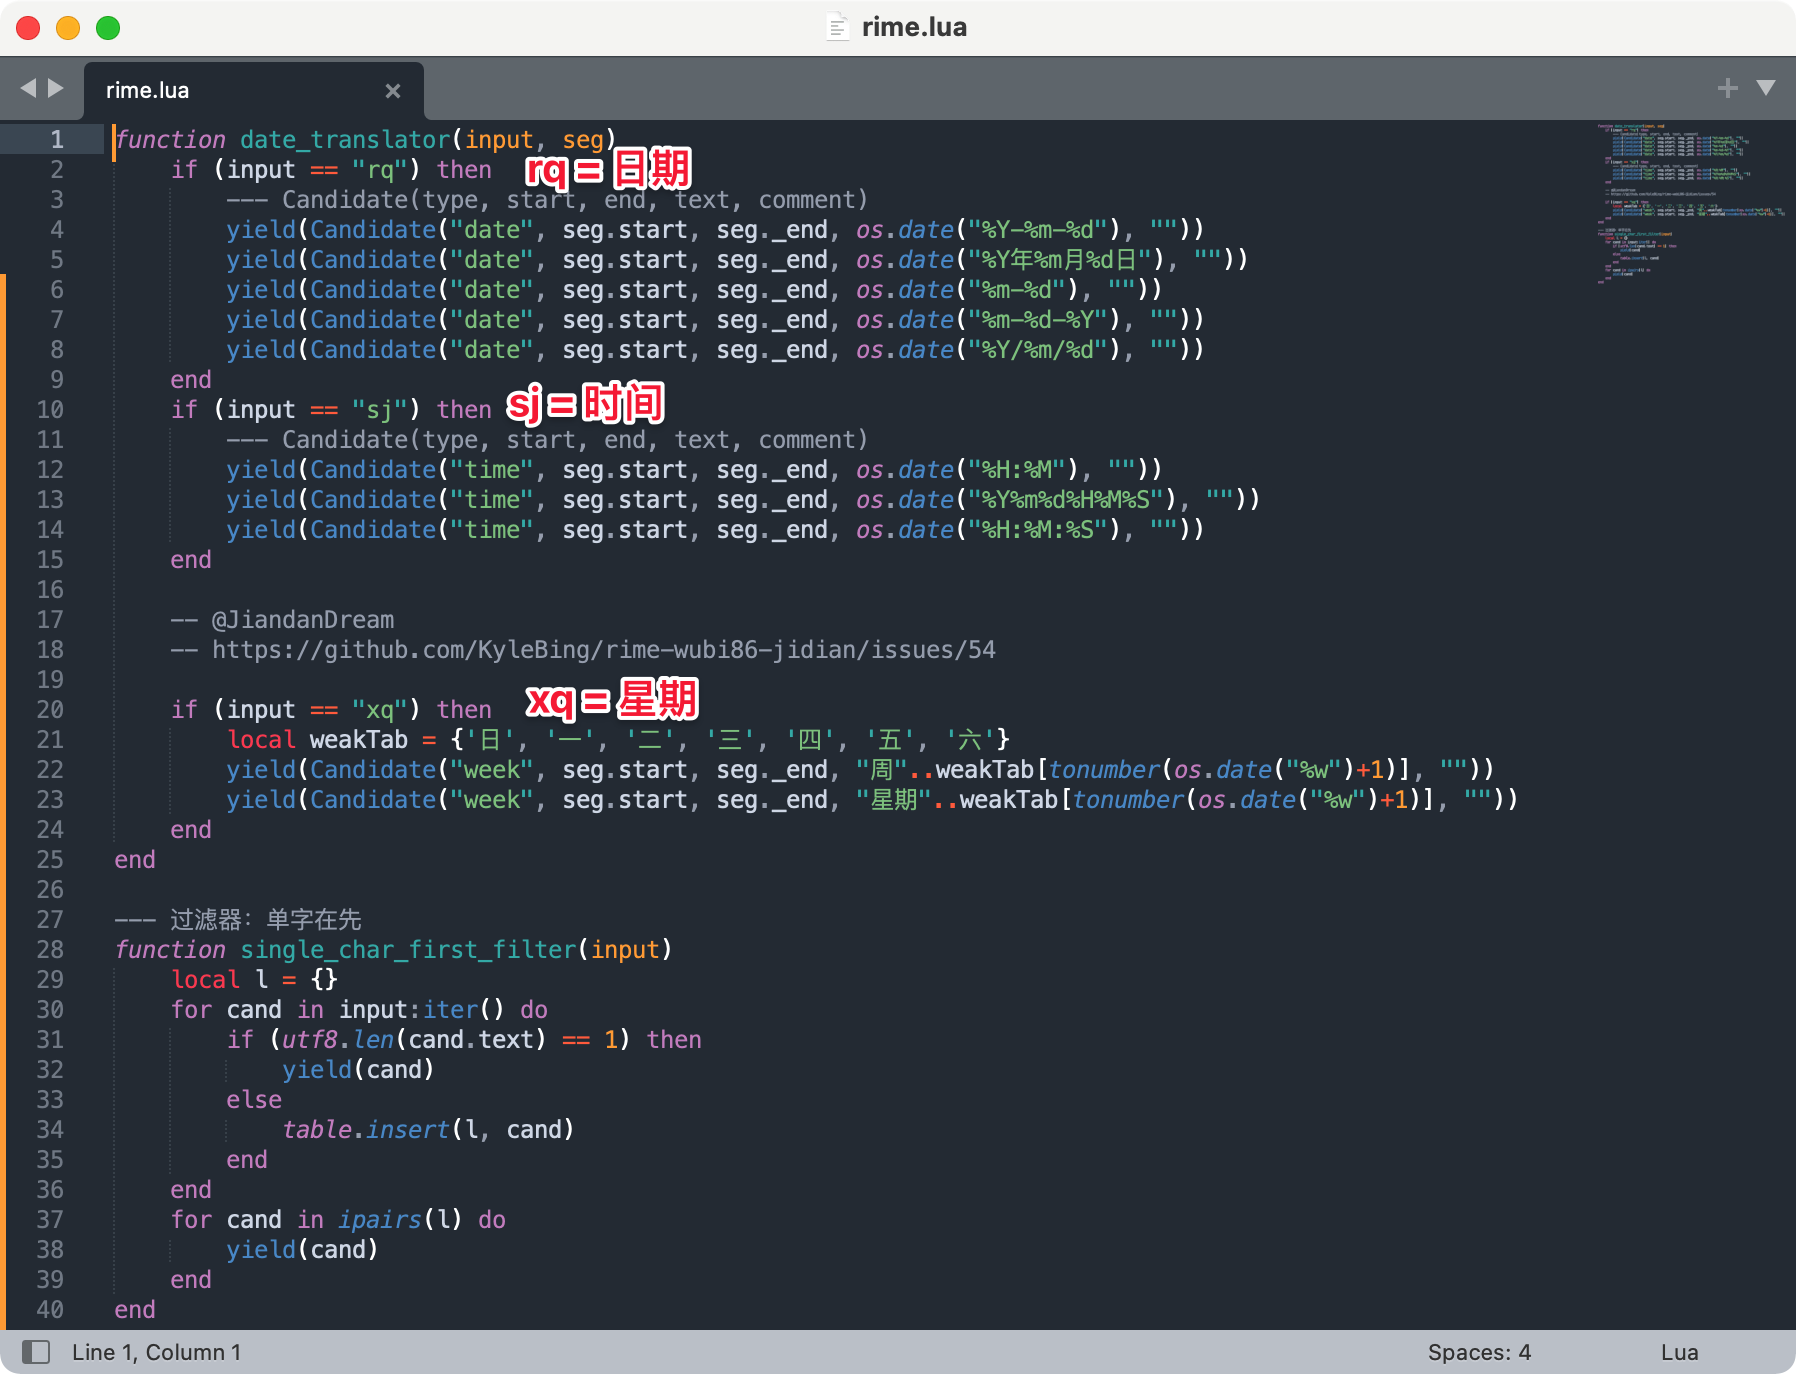 rime.lua
rime.lua
1 function date_translator(input, seg)
2     if (input == "rq") then rq = 日期
3         --- Candidate(type, start, end, text, comment)
4         yield(Candidate("date", seg.start, seg._end, os.date("%Y-%m-%d"), ""))
5         yield(Candidate("date", seg.start, seg._end, os.date("%Y年%m月%d日"), ""))
6         yield(Candidate("date", seg.start, seg._end, os.date("%m-%d"), ""))
7         yield(Candidate("date", seg.start, seg._end, os.date("%m-%d-%Y"), ""))
8         yield(Candidate("date", seg.start, seg._end, os.date("%Y/%m/%d"), ""))
9     end
10     if (input == "sj") then sj = 时间
11         --- Candidate(type, start, end, text, comment)
12         yield(Candidate("time", seg.start, seg._end, os.date("%H:%M"), ""))
13         yield(Candidate("time", seg.start, seg._end, os.date("%Y%m%d%H%M%S"), ""))
14         yield(Candidate("time", seg.start, seg._end, os.date("%H:%M:%S"), ""))
15     end
16
17     -- @JiandanDream
18     -- https://github.com/KyleBing/rime-wubi86-jidian/issues/54
19
20     if (input == "xq") then xq = 星期
21         local weakTab = {'日', '一', '二', '三', '四', '五', '六'}
22         yield(Candidate("week", seg.start, seg._end, "周"..weakTab[tonumber(os.date("%w")+1)], ""))
23         yield(Candidate("week", seg.start, seg._end, "星期"..weakTab[tonumber(os.date("%w")+1)], ""))
24     end
25 end
26
27 --- 过滤器：单字在先
28 function single_char_first_filter(input)
29     local l = {}
30     for cand in input:iter() do
31         if (utf8.len(cand.text) == 1) then
32             yield(cand)
33         else
34             table.insert(l, cand)
35         end
36     end
37     for cand in ipairs(l) do
38         yield(cand)
39     end
40 end
Line 1, Column 1 Spaces: 4 Lua